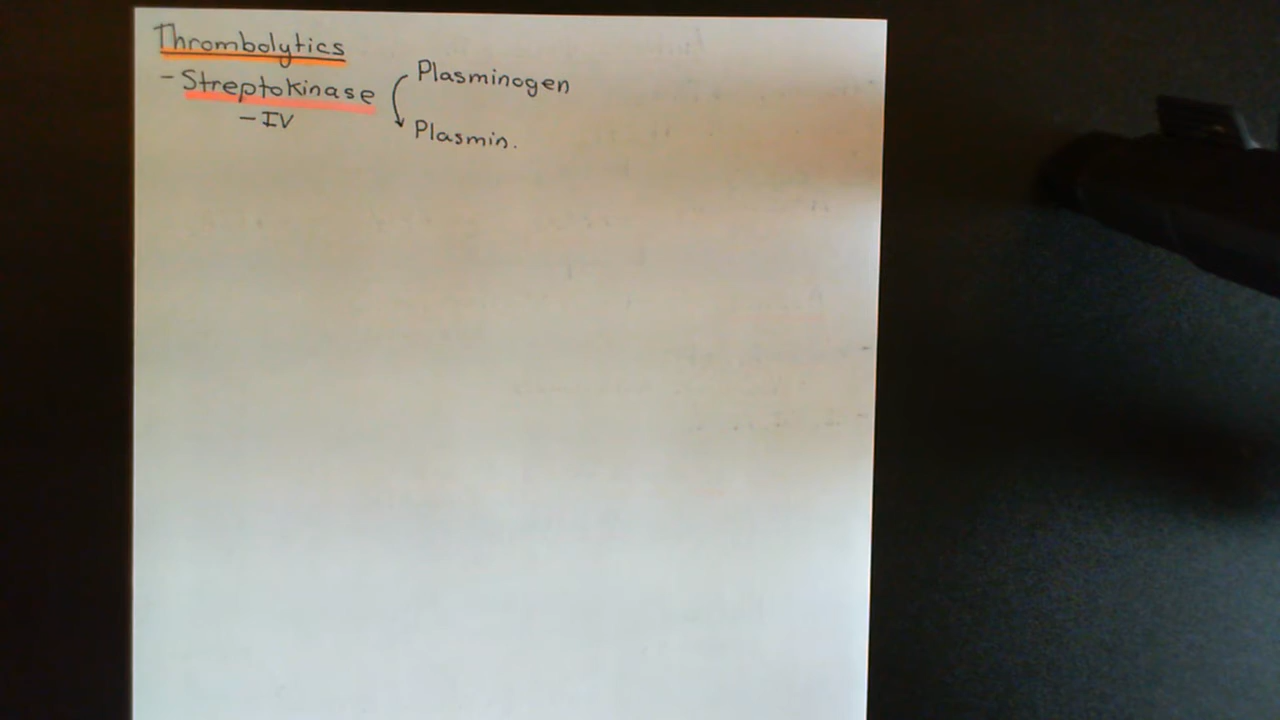 Thrombolytics
- Streptokinase
- IV
Plasminogen
Plasmin.